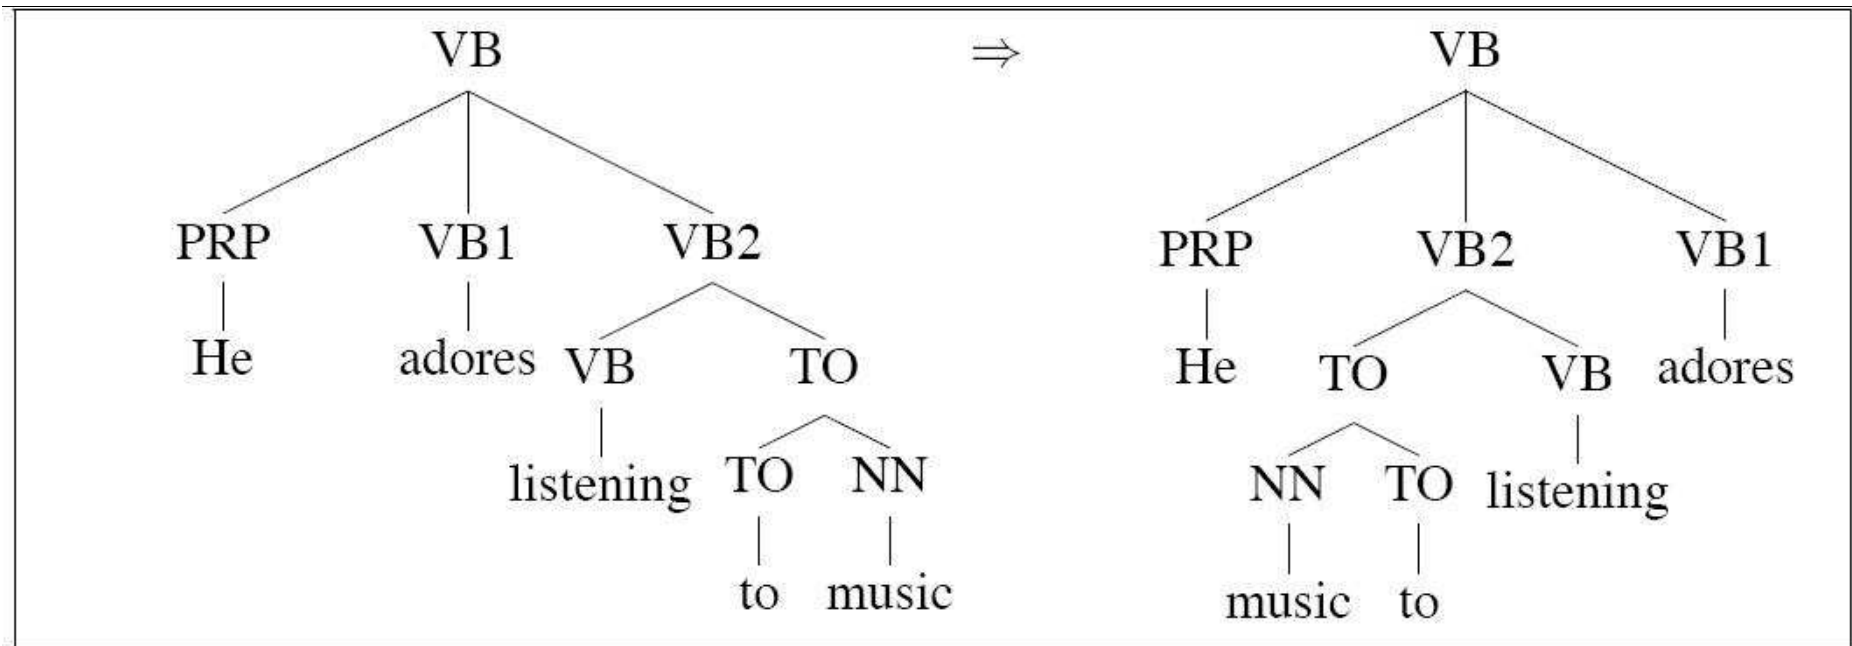 VB ⇒ VB
PRP VB1 VB2 PRP VB2 VB1
He adores VB TO He TO VB adores
listening TO NN NN TO listening
to music music to